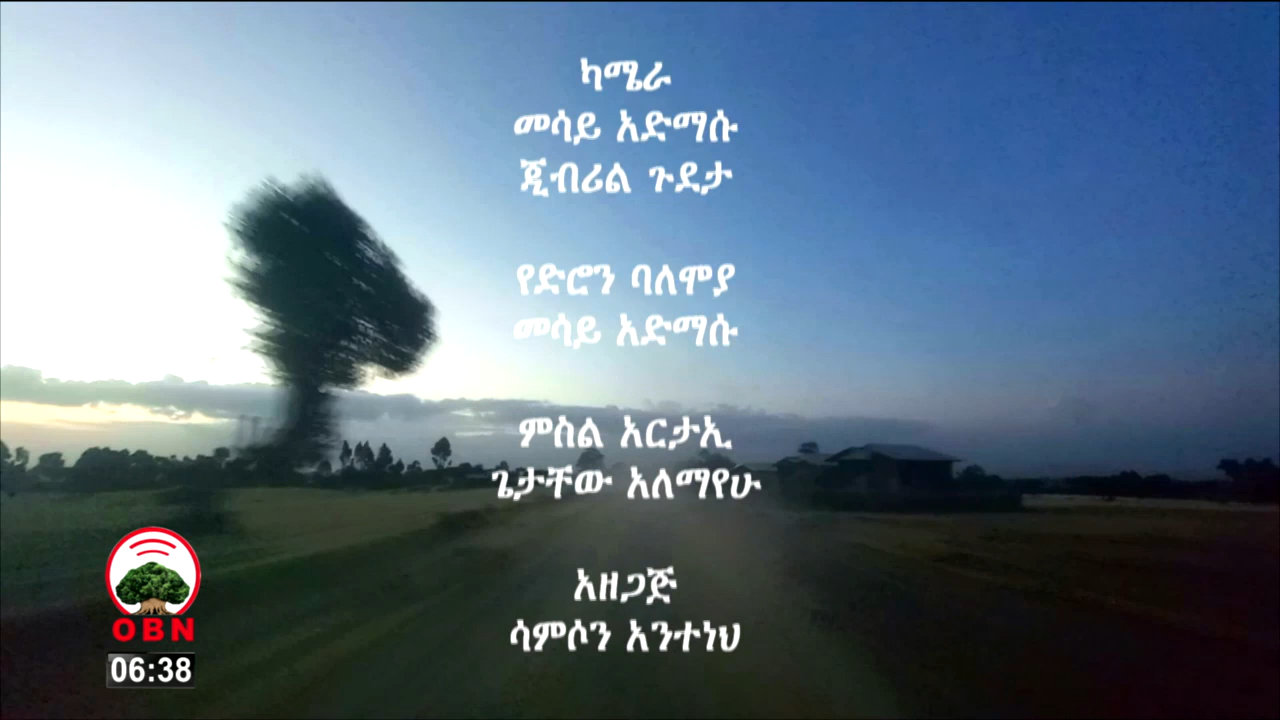 ካሜራ
መሳይ አድማሱ
ጂብሪል ጉደታ
የድሮን ባለሞያ
መሳይ አድማሱ
ምስል አርታኢ
ጌታቸው አለማየሁ
አዘጋጅ
ሳምሶን አንተነህ
OBN
06:38